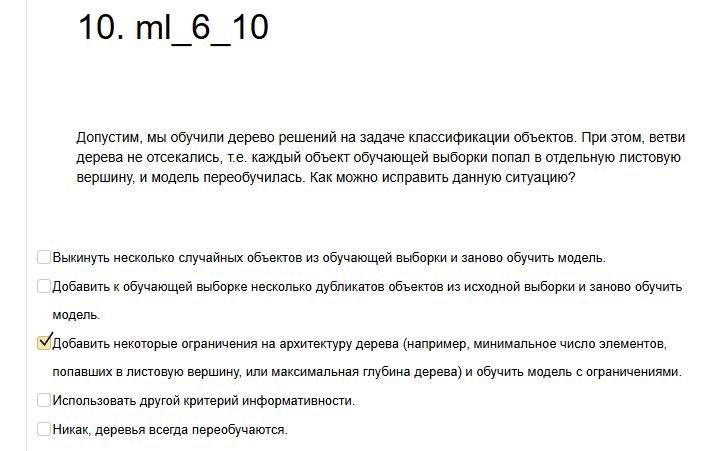 10. ml_6_10
Допустим, мы обучили дерево решений на задаче классификации объектов. При этом, ветви
дерева не отсекались, т.е. каждый объект обучающей выборки попал в отдельную листовую
вершину, и модель переобучилась. Как можно исправить данную ситуацию?
Выкинуть несколько случайных объектов из обучающей выборки и заново обучить модель.
Добавить к обучающей выборке несколько дубликатов объектов из исходной выборки и заново обучить
модель.
Добавить некоторые ограничения на архитектуру дерева (например, минимальное число элементов,
попавших в листовую вершину, или максимальная глубина дерева) и обучить модель с ограничениями.
Использовать другой критерий информативности.
Никак, деревья всегда переобучаются.